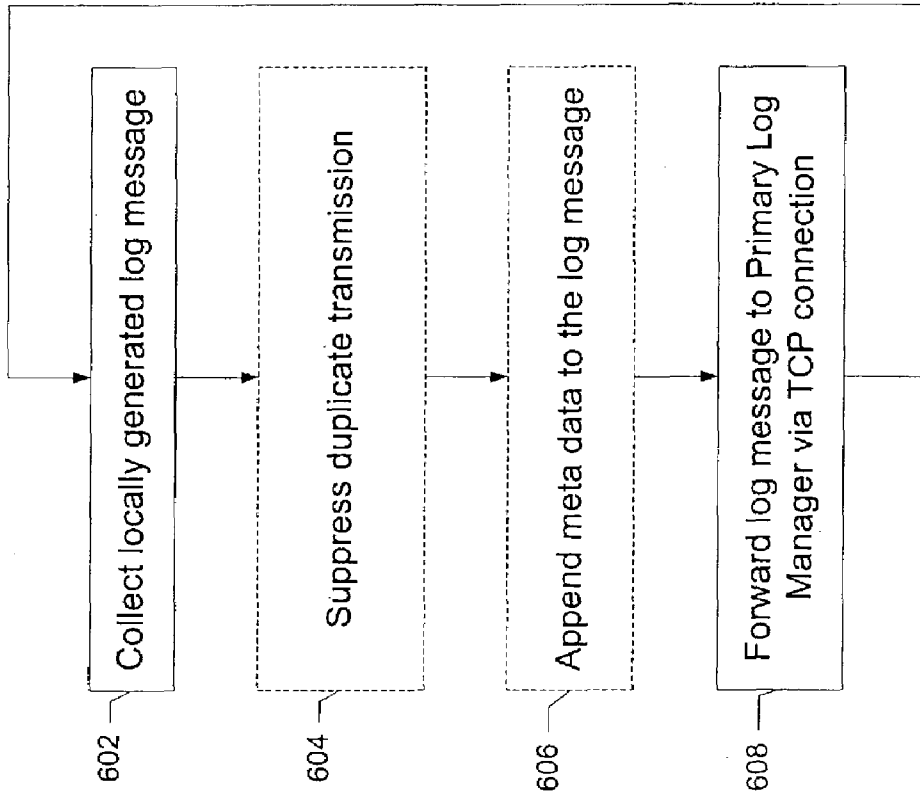 602
Collect locally generated log message
604
Suppress duplicate transmission
606
Append meta data to the log message
608
Forward log message to Primary Log
Manager via TCP connection